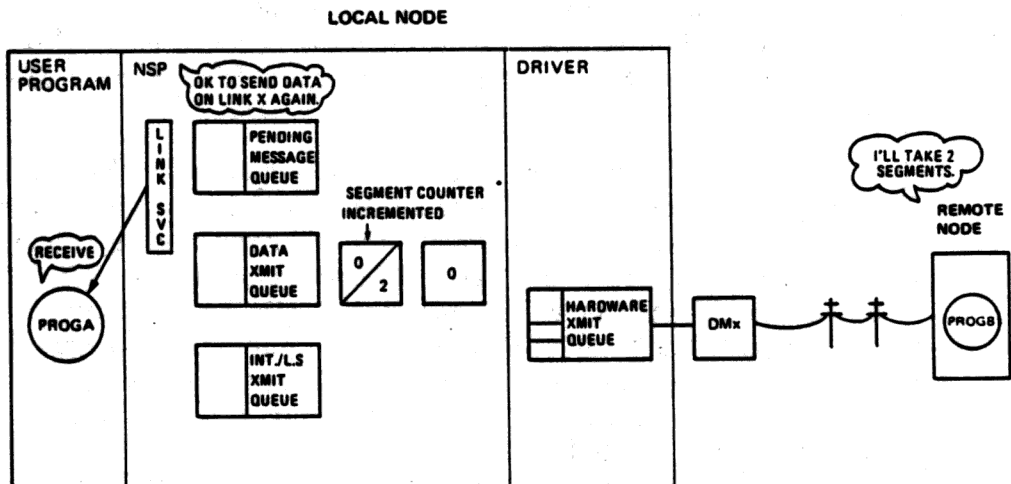 LOCAL NODE
USER
PROGRAM
NSP
DRIVER
OK TO SEND DATA
ON LINK X AGAIN.
LINK SVC
PENDING
MESSAGE
QUEUE
I'LL TAKE 2
SEGMENTS.
SEGMENT COUNTER
INCREMENTED
REMOTE
NODE
RECEIVE
DATA
XMIT
QUEUE
0
2
0
PROGA
HARDWARE
XMIT
QUEUE
DMx
PROGB
INT./L.S
XMIT
QUEUE